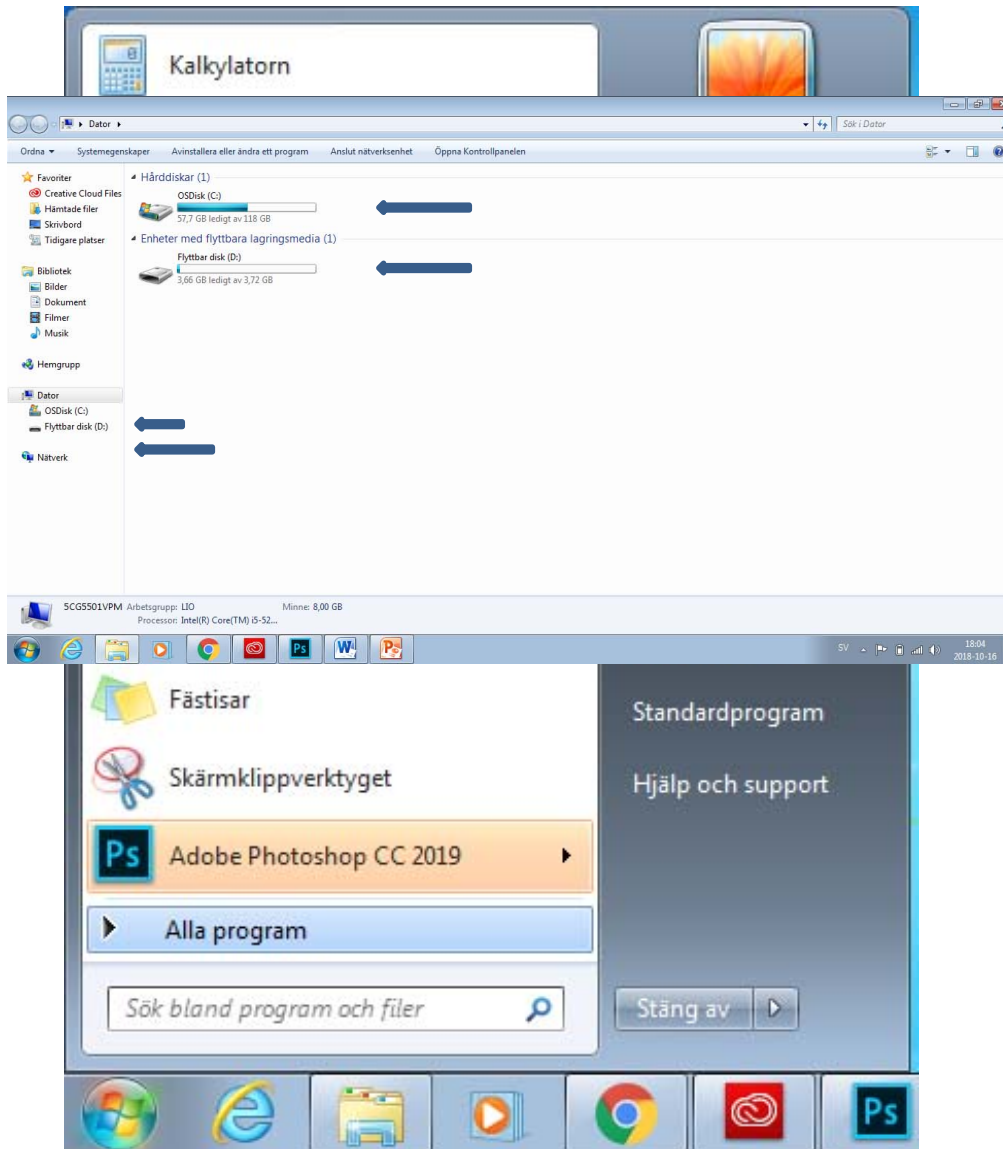 Kalkylatorn
Dator
Sök i Dator
Ordna Systemegenskaper Avinstallera eller ändra ett program Anslut nätverksenhet Öppna Kontrollpanelen
Favoriter
Creative Cloud Files
Hämtade filer
Skrivbord
Tidigare platser
Bibliotek
Bilder
Dokument
Filmer
Musik
Hemgrupp
Dator
OSDisk (C:)
Flyttbar disk (D:)
Nätverk
Hårddiskar (1)
OSDisk (C:)
57,7 GB ledigt av 118 GB
Enheter med flyttbara lagringsmedia (1)
Flyttbar disk (D:)
3,66 GB ledigt av 3,72 GB
5CG5501VPM Arbetsgrupp: LIO Minne: 8,00 GB
Processor: Intel(R) Core(TM) i5-52...
Ps W P
SV 18:04
2018-10-16
Fästisar
Skärmklippverktyget
Ps Adobe Photoshop CC 2019
Alla program
Sök bland program och filer
Standardprogram
Hjälp och support
Stäng av
Ps